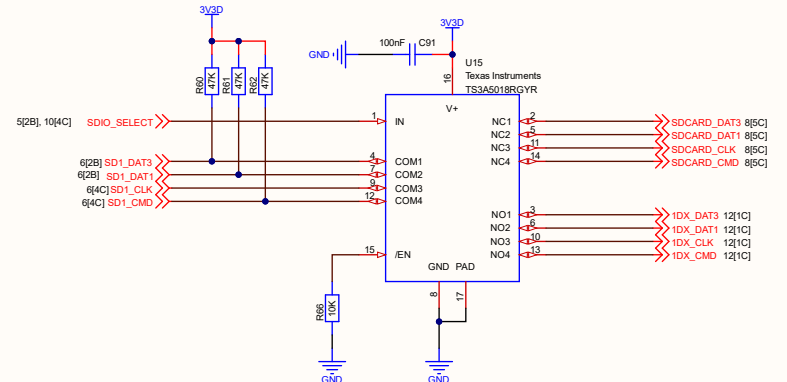 3V3D
3V3D
100nF C91
GND
U15
Texas Instruments
TS3A5018RGYR
R60 47K
R61 47K
R62 47K
16
V+
5[2B], 10[4C] SDIO_SELECT
1 IN
NC1 2 SDCARD_DAT3 8[5C]
NC2 5 SDCARD_DAT1 8[5C]
NC3 11 SDCARD_CLK 8[5C]
NC4 14 SDCARD_CMD 8[5C]
6[2B] SD1_DAT3 4 COM1
6[2B] SD1_DAT1 7 COM2
6[4C] SD1_CLK 9 COM3
6[4C] SD1_CMD 12 COM4
NO1 3 1DX_DAT3 12[1C]
NO2 6 1DX_DAT1 12[1C]
NO3 10 1DX_CLK 12[1C]
NO4 13 1DX_CMD 12[1C]
15 /EN
GND PAD
8 17
R66 10K
GND
GND